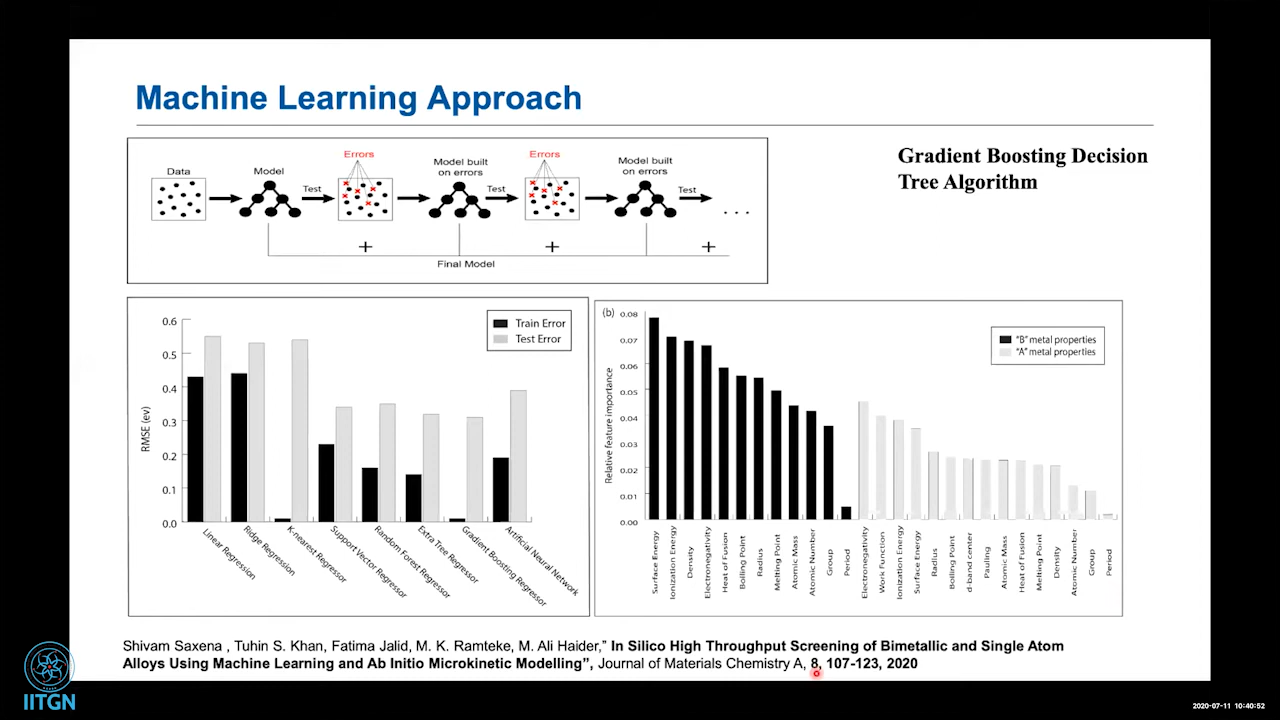 Machine Learning Approach
Gradient Boosting Decision
Tree Algorithm
Data
Model
Errors
Test
Model built
on errors
Test
Errors
Model built
on errors
Test
. . .
+
+
+
Final Model
0.6
0.5
0.4
0.3
0.2
0.1
0.0
RMSE (ev)
Train Error
Test Error
Linear Regression
Ridge Regression
K-nearest Regressor
Support Vector Regressor
Random Forest Regressor
Extra Tree Regressor
Gradient Boosting Regressor
Artificial Neural Network
(b)
0.08
0.07
0.06
0.05
0.04
0.03
0.02
0.01
0.00
Relative feature importance
"B" metal properties
"A" metal properties
Surface Energy
Ionization Energy
Density
Electronegativity
Heat of Fusion
Boiling Point
Radius
Melting Point
Atomic Mass
Atomic Number
Group
Period
Electronegativity
Work Function
Ionization Energy
Surface Energy
Radius
Boiling Point
d-band center
Pauling
Atomic Mass
Heat of Fusion
Melting Point
Density
Atomic Number
Group
Period
Shivam Saxena , Tuhin S. Khan, Fatima Jalid, M. K. Ramteke, M. Ali Haider," In Silico High Throughput Screening of Bimetallic and Single Atom
Alloys Using Machine Learning and Ab Initio Microkinetic Modelling", Journal of Materials Chemistry A, 8, 107-123, 2020
IITGN
2020-07-11 10:40:52